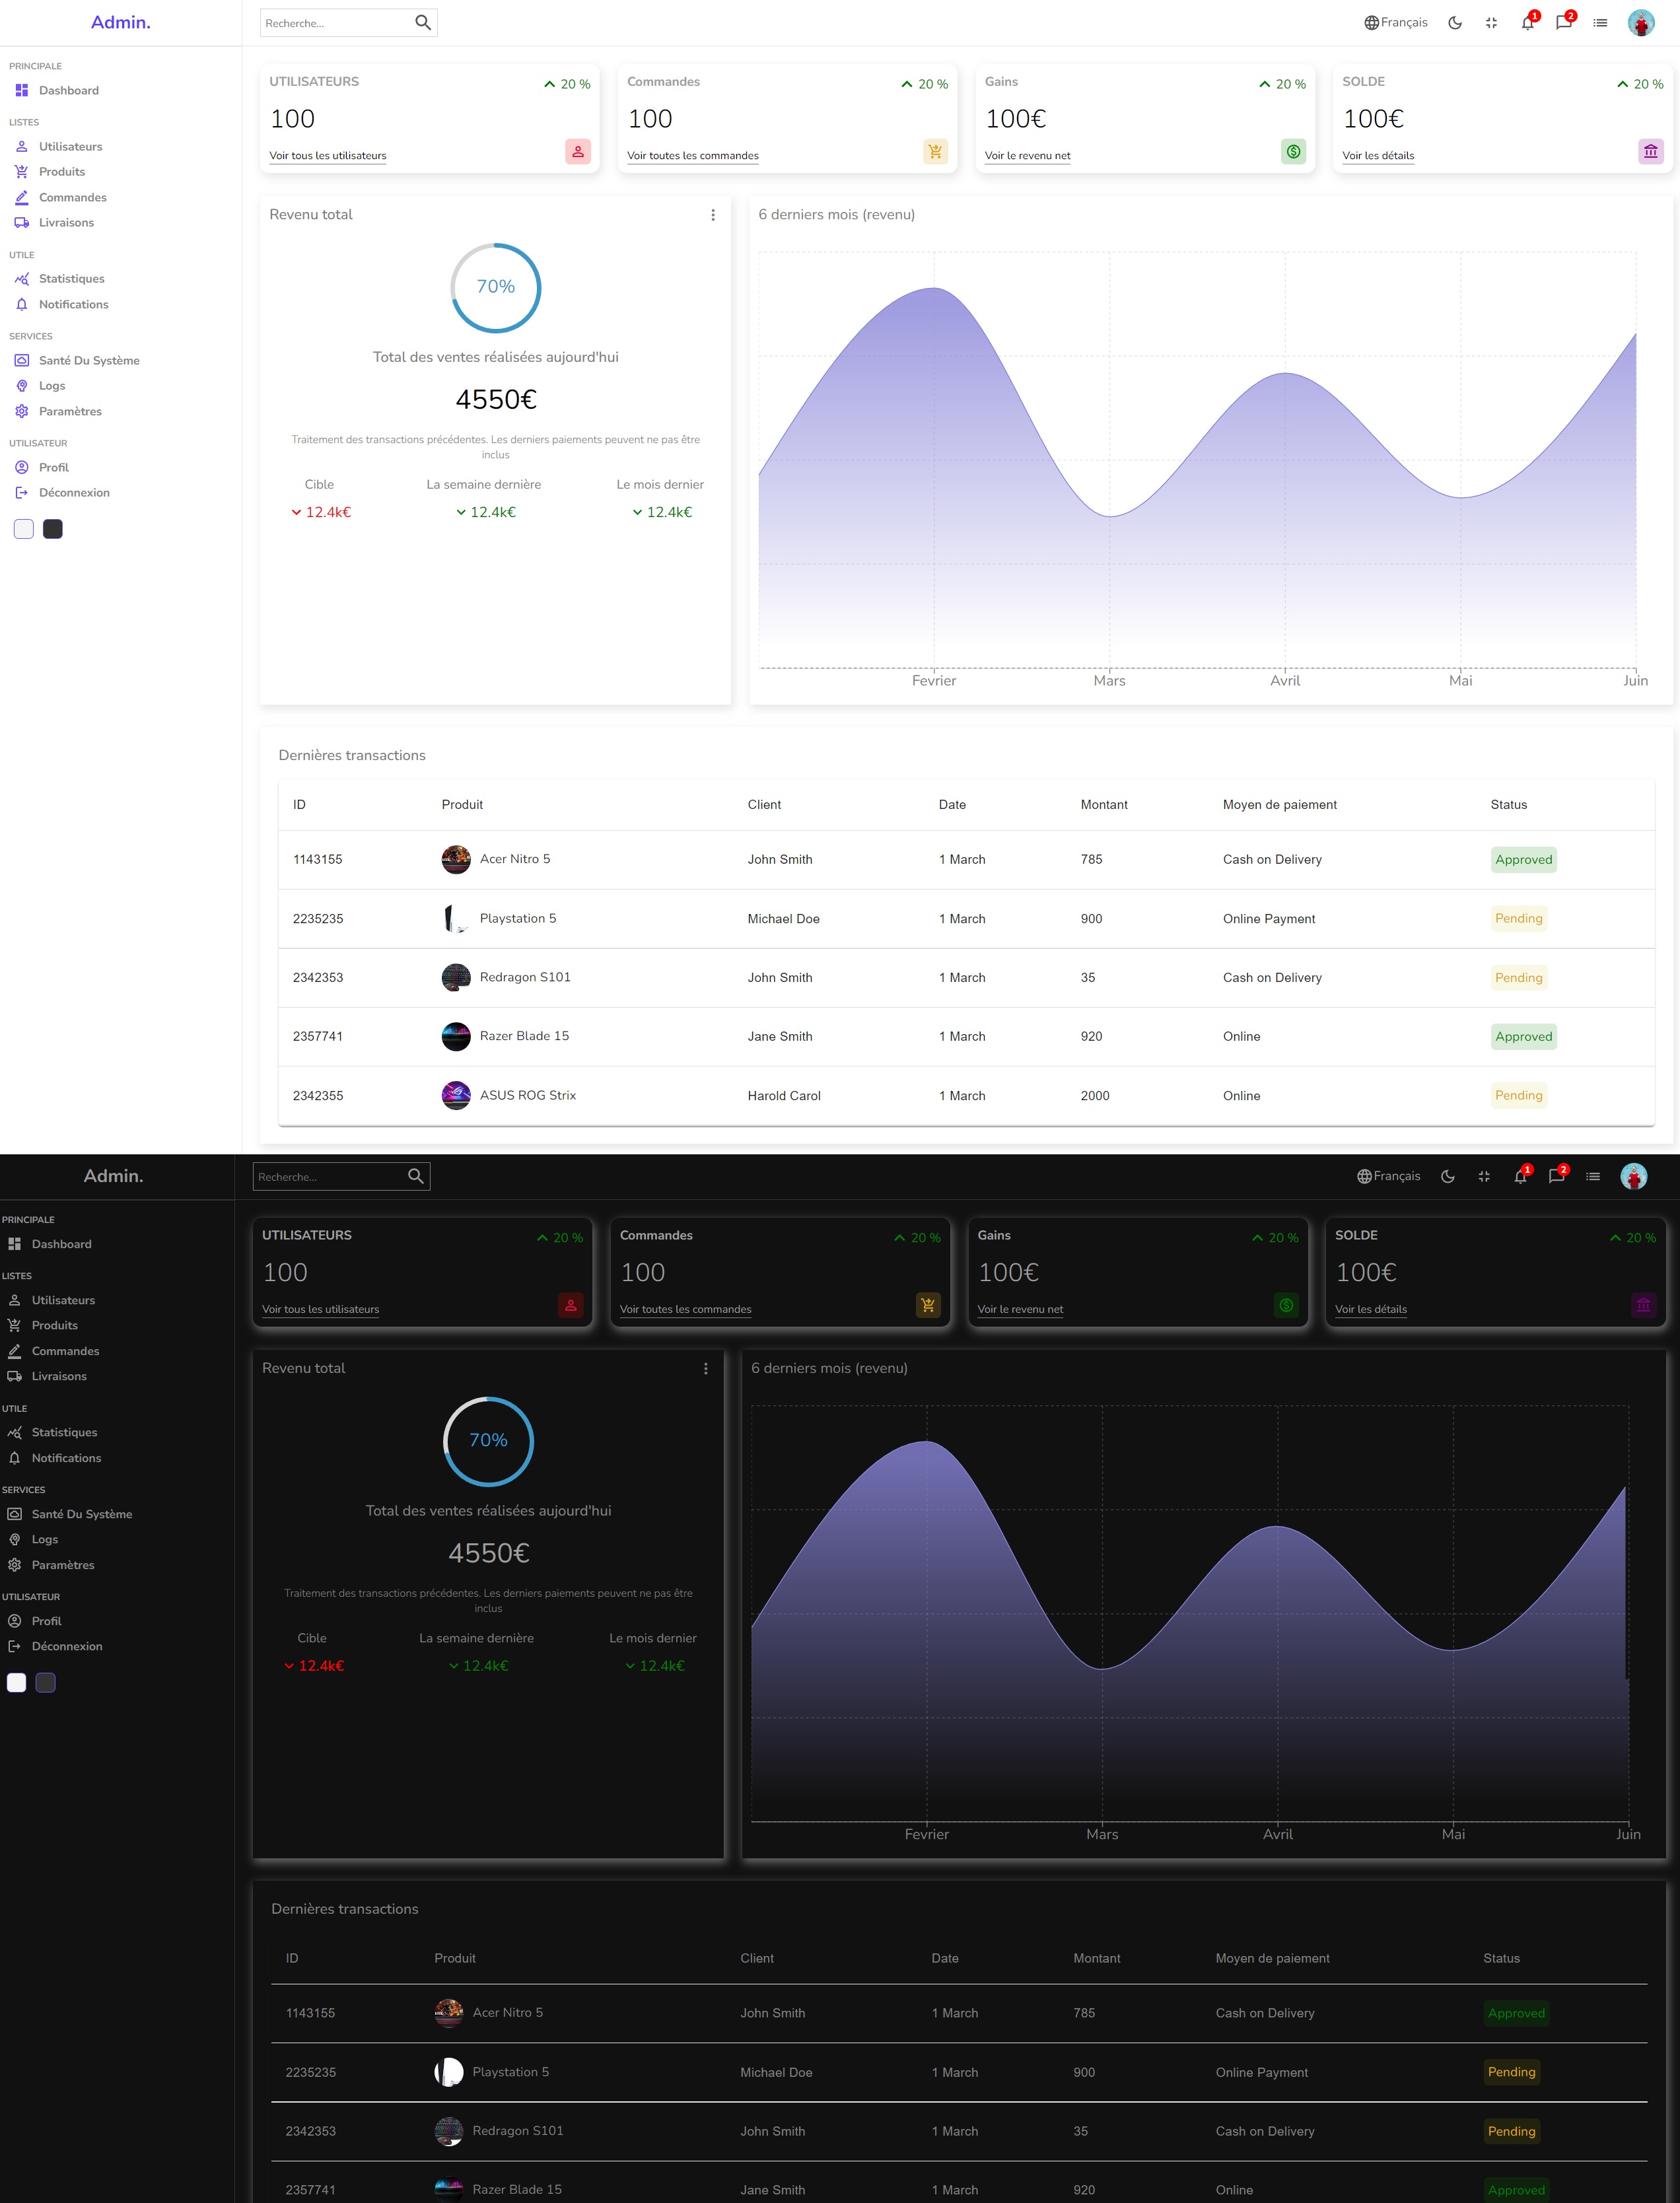 Admin.
Recherche...
Français
1
2
PRINCIPALE
Dashboard
LISTES
Utilisateurs
Produits
Commandes
Livraisons
UTILE
Statistiques
Notifications
SERVICES
Santé Du Système
Logs
Paramètres
UTILISATEUR
Profil
Déconnexion
UTILISATEURS
20 %
100
Voir tous les utilisateurs
Commandes
20 %
100
Voir toutes les commandes
Gains
20 %
100€
Voir le revenu net
SOLDE
20 %
100€
Voir les détails
Revenu total
70%
Total des ventes réalisées aujourd'hui
4550€
Traitement des transactions précédentes. Les derniers paiements peuvent ne pas être
inclus
Cible La semaine dernière Le mois dernier
12.4k€ 12.4k€ 12.4k€
6 derniers mois (revenu)
Fevrier Mars Avril Mai Juin
Dernières transactions
ID Produit Client Date Montant Moyen de paiement Status
1143155 Acer Nitro 5 John Smith 1 March 785 Cash on Delivery Approved
2235235 Playstation 5 Michael Doe 1 March 900 Online Payment Pending
2342353 Redragon S101 John Smith 1 March 35 Cash on Delivery Pending
2357741 Razer Blade 15 Jane Smith 1 March 920 Online Approved
2342355 ASUS ROG Strix Harold Carol 1 March 2000 Online Pending
Admin.
Recherche...
Français
1
2
PRINCIPALE
Dashboard
LISTES
Utilisateurs
Produits
Commandes
Livraisons
UTILE
Statistiques
Notifications
SERVICES
Santé Du Système
Logs
Paramètres
UTILISATEUR
Profil
Déconnexion
UTILISATEURS
20 %
100
Voir tous les utilisateurs
Commandes
20 %
100
Voir toutes les commandes
Gains
20 %
100€
Voir le revenu net
SOLDE
20 %
100€
Voir les détails
Revenu total
70%
Total des ventes réalisées aujourd'hui
4550€
Traitement des transactions précédentes. Les derniers paiements peuvent ne pas être
inclus
Cible La semaine dernière Le mois dernier
12.4k€ 12.4k€ 12.4k€
6 derniers mois (revenu)
Fevrier Mars Avril Mai Juin
Dernières transactions
ID Produit Client Date Montant Moyen de paiement Status
1143155 Acer Nitro 5 John Smith 1 March 785 Cash on Delivery Approved
2235235 Playstation 5 Michael Doe 1 March 900 Online Payment Pending
2342353 Redragon S101 John Smith 1 March 35 Cash on Delivery Pending
2357741 Razer Blade 15 Jane Smith 1 March 920 Online Approved